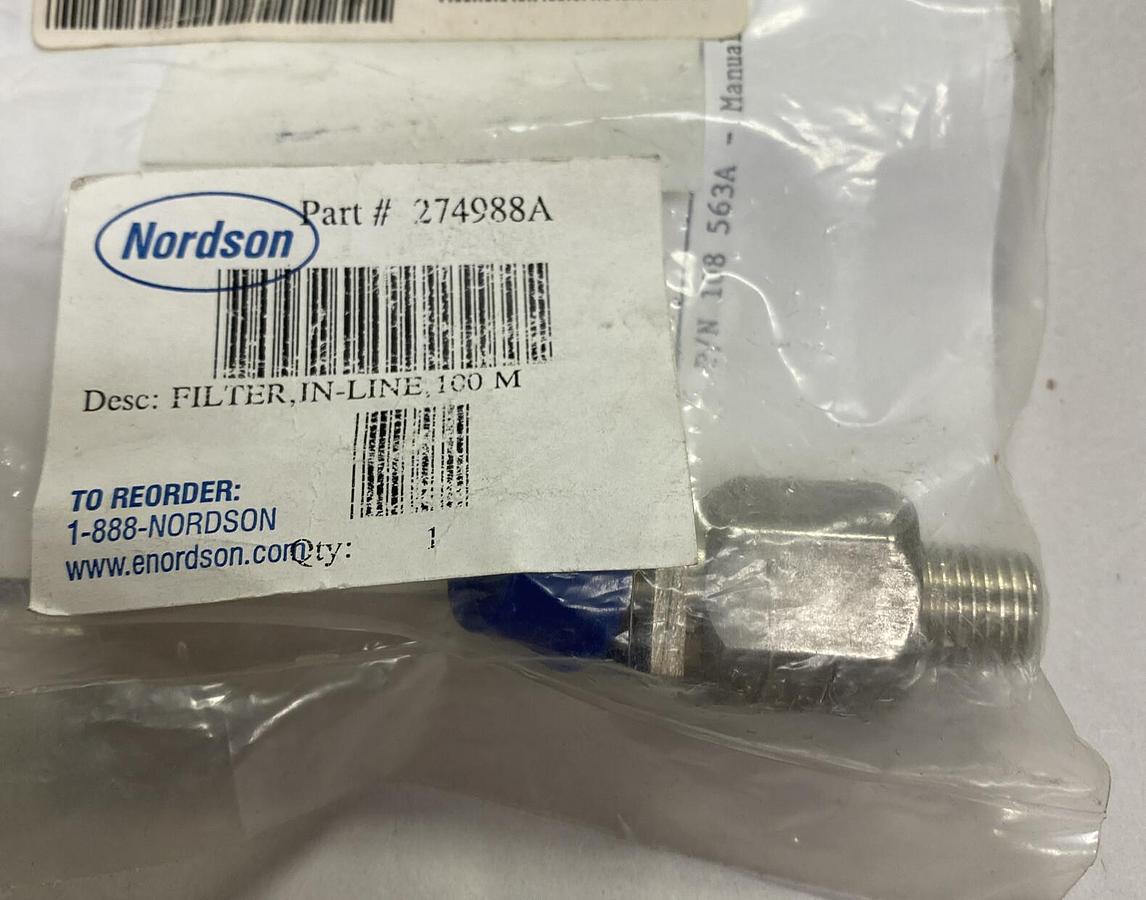 Nordson
Part # 274988A
Desc: FILTER,IN-LINE,100 M
TO REORDER:
1-888-NORDSON
www.enordson.com
Qty: 1
P/N 108 563A - Manual